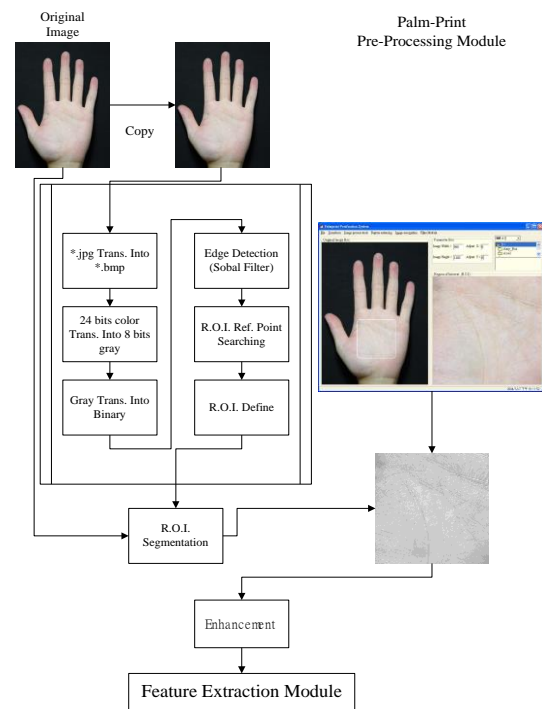 Original
Image
Palm-Print
Pre-Processing Module
Copy
*.jpg Trans. Into
*.bmp
24 bits color
Trans. Into 8 bits
gray
Gray Trans. Into
Binary
Edge Detection
(Sobal Filter)
R.O.I. Ref. Point
Searching
R.O.I. Define
R.O.I.
Segmentation
Enhancement
Feature Extraction Module